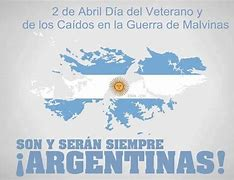 2 de Abril Día del Veterano y
de los Caídos en la Guerra de Malvinas
SON Y SERÁN SIEMPRE
¡ARGENTINAS!